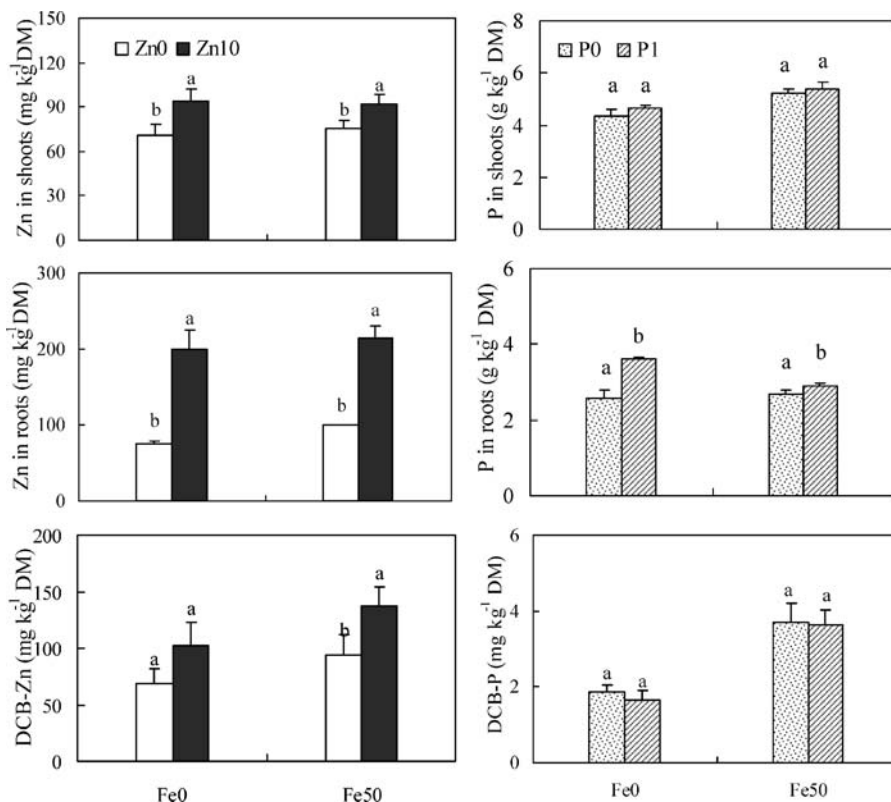 150
120
90
60
30
0
Zn in shoots (mg kg-1 DM)
Zn0 Zn10
b
a
b
a
8
6
4
2
0
P in shoots (g kg-1 DM)
P0 P1
a
a
a
a
300
200
100
0
Zn in roots (mg kg-1 DM)
b
a
b
a
6
4
2
0
P in roots (g kg-1 DM)
a
b
a
b
200
150
100
50
0
DCB-Zn (mg kg-1 DM)
a
a
b
a
Fe0
Fe50
6
4
2
0
DCB-P (mg kg-1 DM)
a
a
a
a
Fe0
Fe50